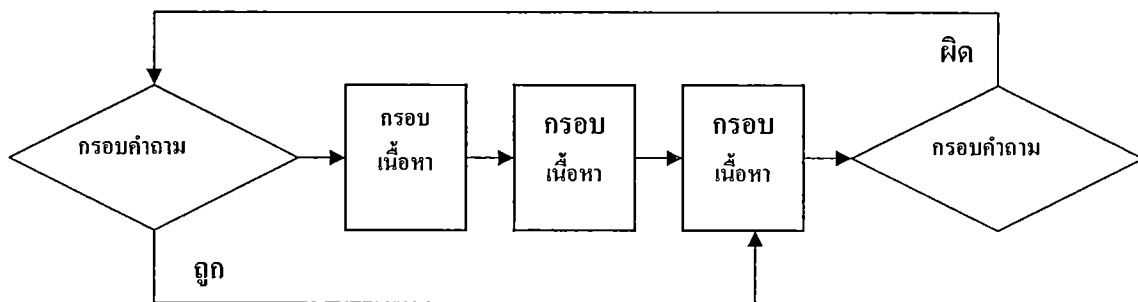 ผิด
กรอบคำถาม
กรอบ
เนื้อหา
กรอบ
เนื้อหา
กรอบ
เนื้อหา
กรอบคำถาม
ถูก